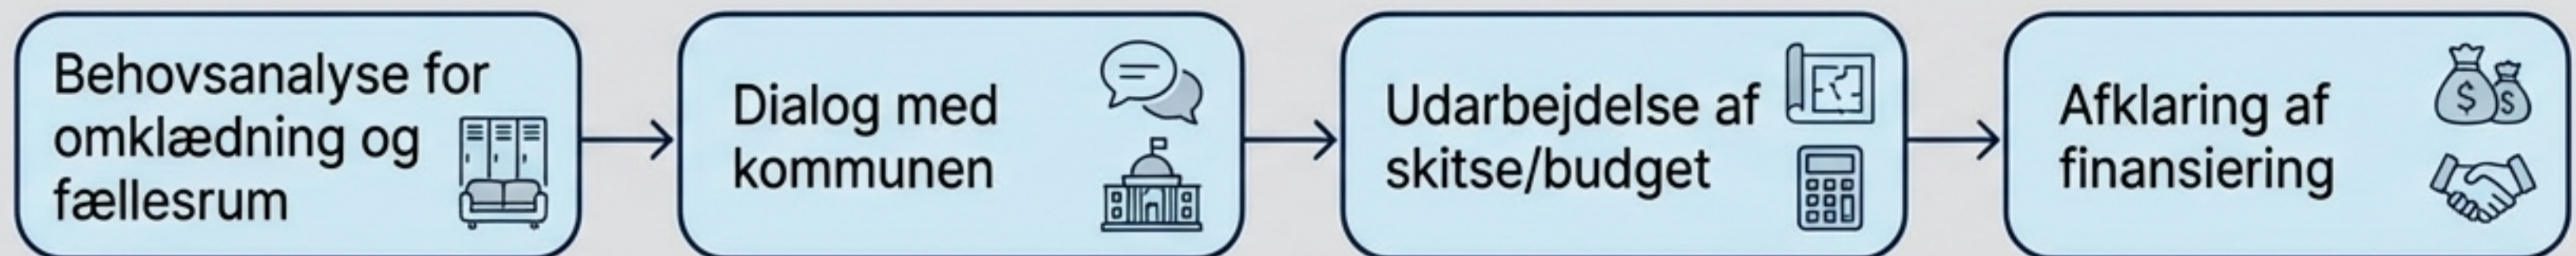 Behovsanalyse for
omklædning og
fællesrum
Dialog med
kommunen
Udarbejdelse af
skitse/budget
Afklaring af
finansiering
$ $